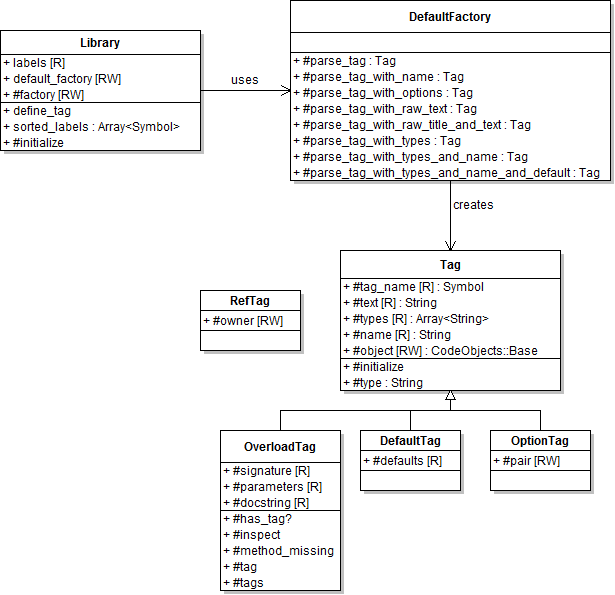 DefaultFactory
+ #parse_tag : Tag
+ #parse_tag_with_name : Tag
+ #parse_tag_with_options : Tag
+ #parse_tag_with_raw_text : Tag
+ #parse_tag_with_raw_title_and_text : Tag
+ #parse_tag_with_types : Tag
+ #parse_tag_with_types_and_name : Tag
+ #parse_tag_with_types_and_name_and_default : Tag
Library
+ labels [R]
+ default_factory [RW]
+ #factory [RW]
+ define_tag
+ sorted_labels : Array<Symbol>
+ #initialize
uses
creates
Tag
+ #tag_name [R] : Symbol
+ #text [R] : String
+ #types [R] : Array<String>
+ #name [R] : String
+ #object [RW] : CodeObjects::Base
+ #initialize
+ #type : String
RefTag
+ #owner [RW]
OverloadTag
+ #signature [R]
+ #parameters [R]
+ #docstring [R]
+ #has_tag?
+ #inspect
+ #method_missing
+ #tag
+ #tags
DefaultTag
+ #defaults [R]
OptionTag
+ #pair [RW]